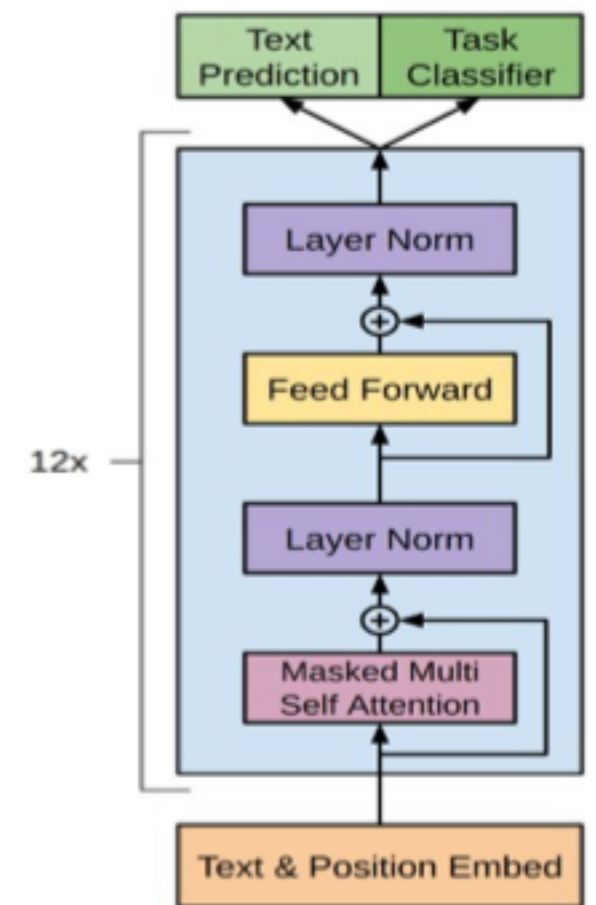 Text
Prediction
Task
Classifier
Layer Norm
+
Feed Forward
12x
Layer Norm
+
Masked Multi
Self Attention
Text & Position Embed